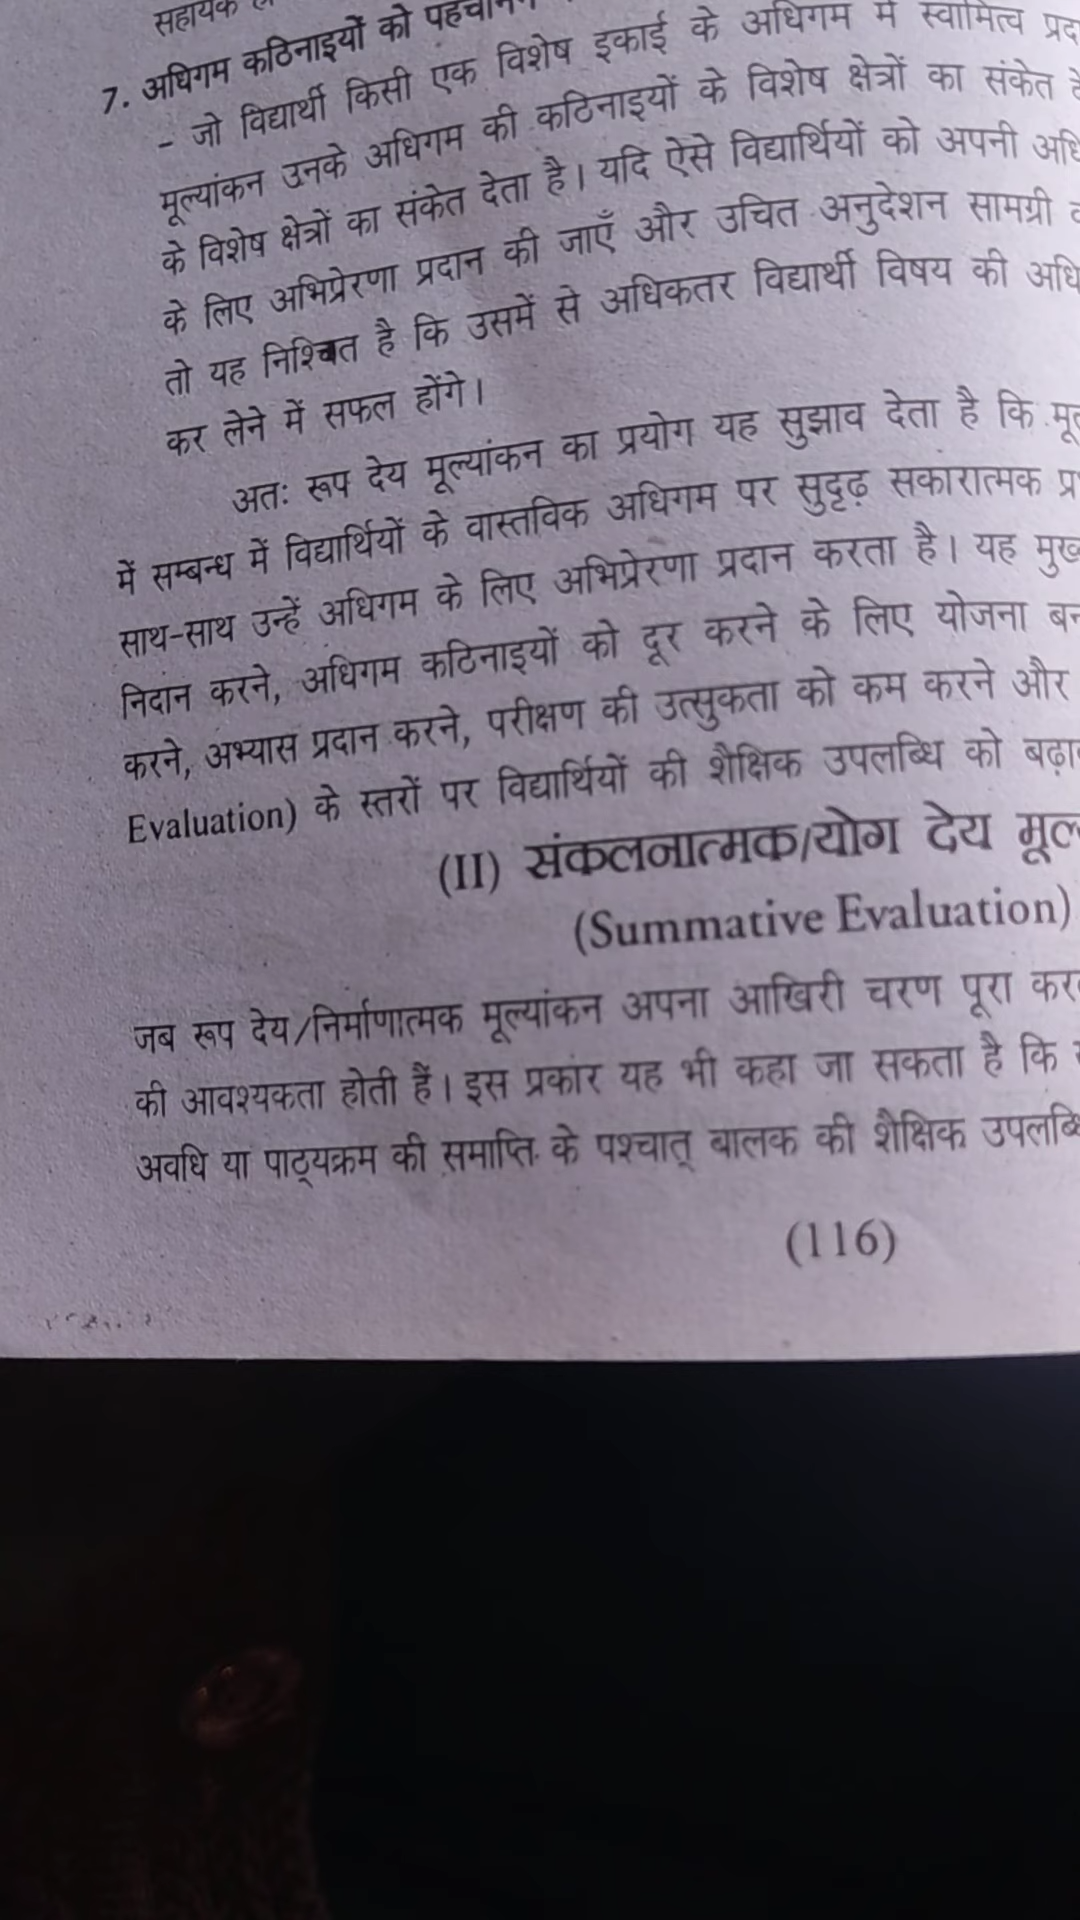 सहायक
7. अधिगम कठिनाइयों को पहचानने
- जो विद्यार्थी किसी एक विशेष इकाई के अधिगम में स्वामित्व
मूल्यांकन उनके अधिगम की कठिनाइयों के विशेष क्षेत्रों का संकेत
के विशेष क्षेत्रों का संकेत देता है। यदि ऐसे विद्यार्थियों को अपनी
के लिए अभिप्रेरणा प्रदान की जाएँ और उचित अनुदेशन सामग्री
तो यह निश्चित है कि उसमें से अधिकतर विद्यार्थी विषय की
कर लेने में सफल होंगे।
अतः रूप देय मूल्यांकन का प्रयोग यह सुझाव देता है कि
में सम्बन्ध में विद्यार्थियों के वास्तविक अधिगम पर सुदृढ़ सकारात्मक
साथ-साथ उन्हें अधिगम के लिए अभिप्रेरणा प्रदान करता है। यह
निदान करने, अधिगम कठिनाइयों को दूर करने के लिए योजना
करने, अभ्यास प्रदान करने, परीक्षण की उत्सुकता को कम करने और
Evaluation) के स्तरों पर विद्यार्थियों की शैक्षिक उपलब्धि को
(II) संकलनात्मक/योग देय
(Summative Evaluation)
जब रूप देय/निर्माणात्मक मूल्यांकन अपना आखिरी चरण पूरा
की आवश्यकता होती हैं। इस प्रकार यह भी कहा जा सकता है कि
अवधि या पाठ्यक्रम की समाप्ति के पश्चात् बालक की शैक्षिक
(116)